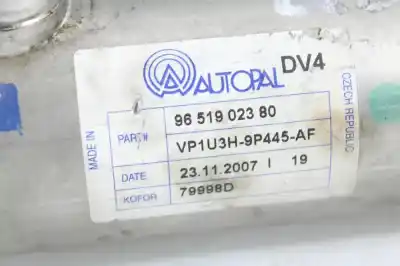 AUTOPAL DV4
MADE IN
CZECH REPUBLIC
96 519 023 80
PART# VP1U3H-9P445-AF
DATE 23.11.2007 I 19
KOFOR 79998D